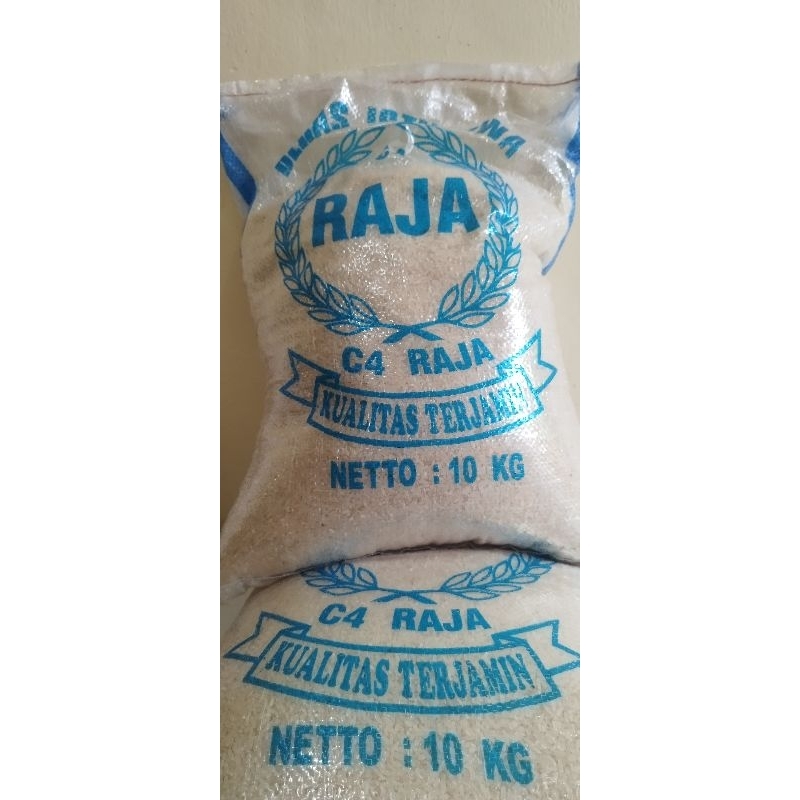 RAJA
C4 RAJA
KUALITAS TERJAMIN
NETTO : 10 KG
C4 RAJA
KUALITAS TERJAMIN
NETTO : 10 KG